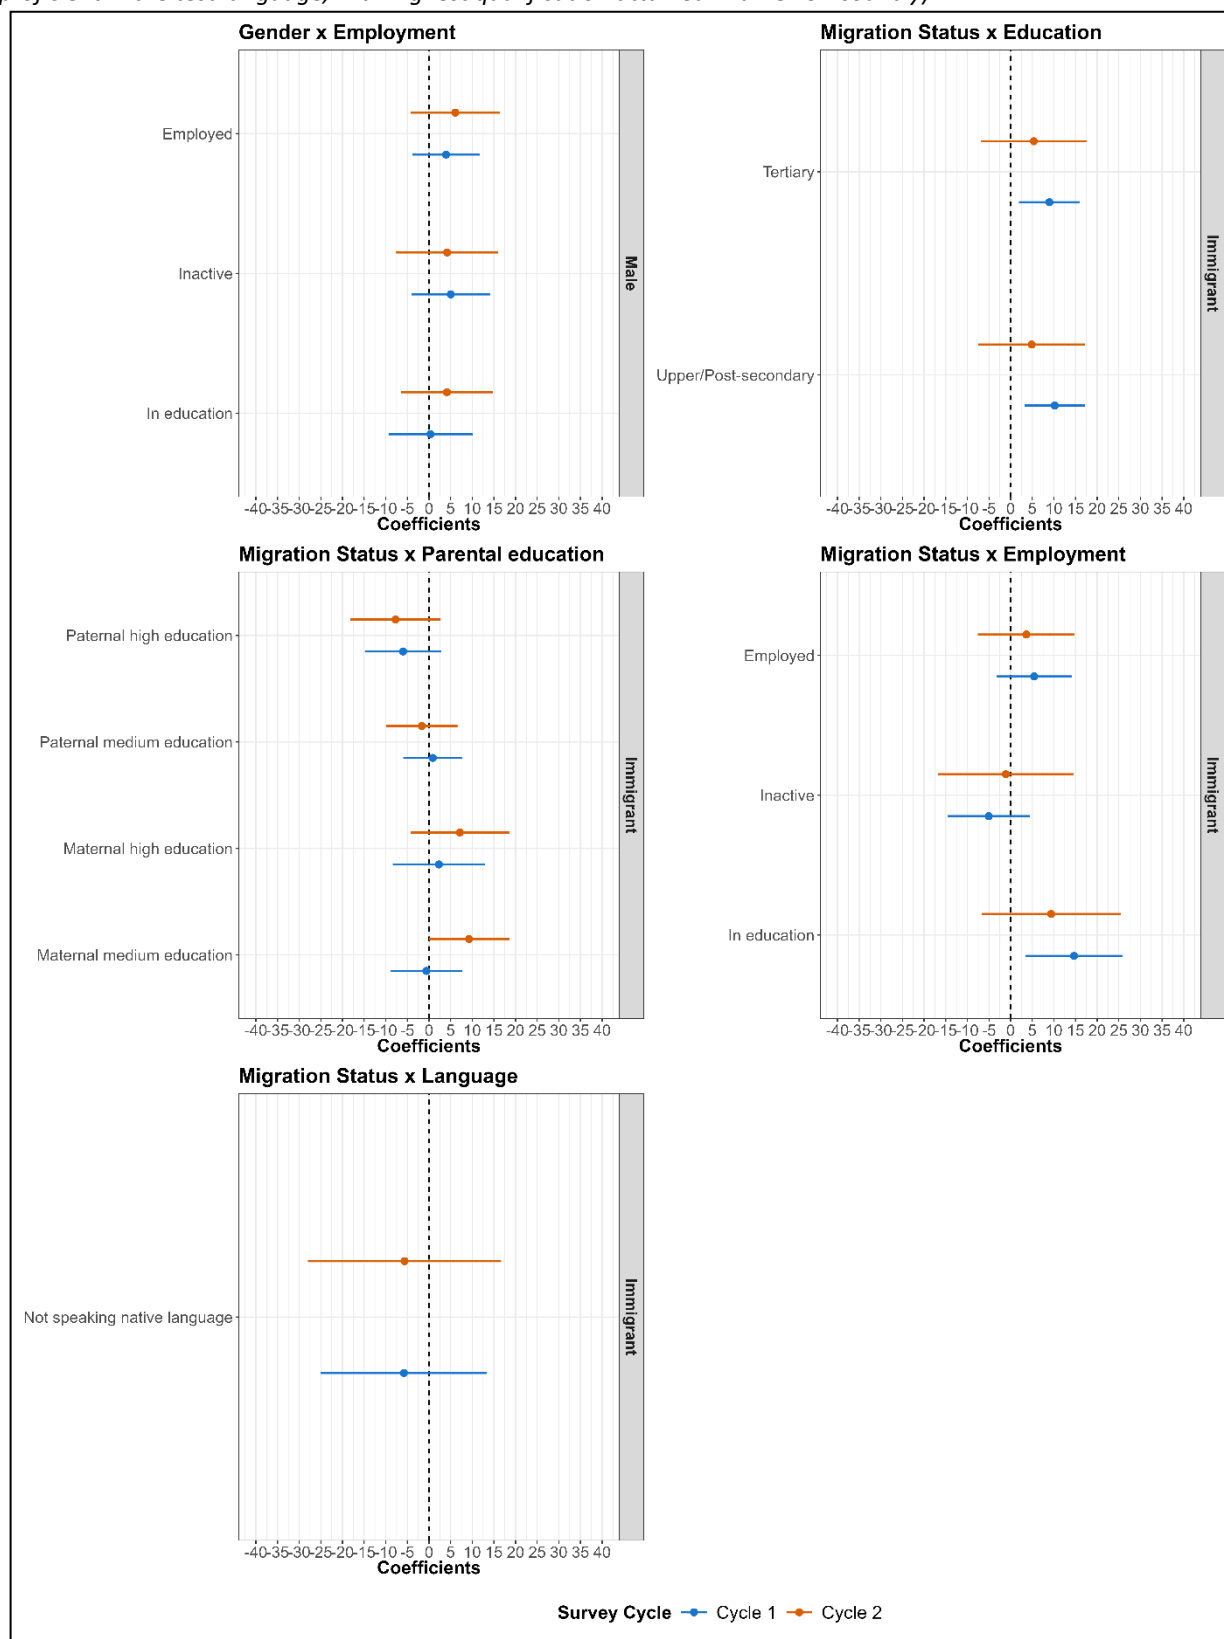 Gender x Employment
Employed
Inactive
In education
Male
-40-35-30-25-20-15-10 -5 0 5 10 15 20 25 30 35 40
Coefficients
Migration Status x Education
Tertiary
Upper/Post-secondary
Immigrant
-40-35-30-25-20-15-10 -5 0 5 10 15 20 25 30 35 40
Coefficients
Migration Status x Parental education
Paternal high education
Paternal medium education
Maternal high education
Maternal medium education
Immigrant
-40-35-30-25-20-15-10 -5 0 5 10 15 20 25 30 35 40
Coefficients
Migration Status x Employment
Employed
Inactive
In education
Immigrant
-40-35-30-25-20-15-10 -5 0 5 10 15 20 25 30 35 40
Coefficients
Migration Status x Language
Not speaking native language
Immigrant
-40-35-30-25-20-15-10 -5 0 5 10 15 20 25 30 35 40
Coefficients
Survey Cycle Cycle 1 Cycle 2